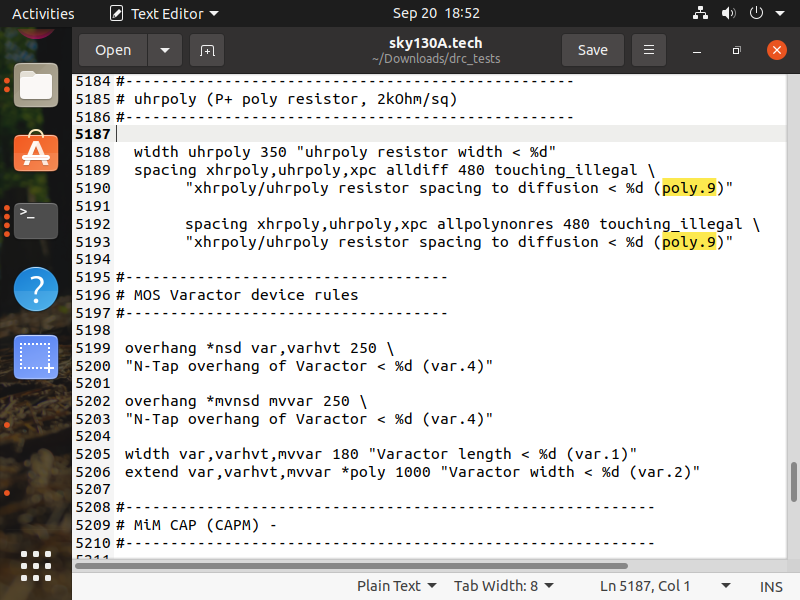 Activities Text Editor Sep 20 18:52
Open sky130A.tech Save
~/Downloads/drc_tests
5184 #-----------------------------------------------------
5185 # uhrpoly (P+ poly resistor, 2kOhm/sq)
5186 #-----------------------------------------------------
5187
5188   width uhrpoly 350 "uhrpoly resistor width < %d"
5189   spacing xhrpoly,uhrpoly,xpc alldiff 480 touching_illegal \
5190         "xhrpoly/uhrpoly resistor spacing to diffusion < %d (poly.9)"
5191
5192         spacing xhrpoly,uhrpoly,xpc allpolynonres 480 touching_illegal \
5193         "xhrpoly/uhrpoly resistor spacing to diffusion < %d (poly.9)"
5194
5195 #--------------------------------------
5196 # MOS Varactor device rules
5197 #--------------------------------------
5198
5199  overhang *nsd var,varhvt 250 \
5200  "N-Tap overhang of Varactor < %d (var.4)"
5201
5202  overhang *mvnsd mvvar 250 \
5203  "N-Tap overhang of Varactor < %d (var.4)"
5204
5205  width var,varhvt,mvvar 180 "Varactor length < %d (var.1)"
5206  extend var,varhvt,mvvar *poly 1000 "Varactor width < %d (var.2)"
5207
5208 #---------------------------------------------------------------
5209 # MiM CAP (CAPM) -
5210 #---------------------------------------------------------------
5211
Plain Text Tab Width: 8 Ln 5187, Col 1 INS